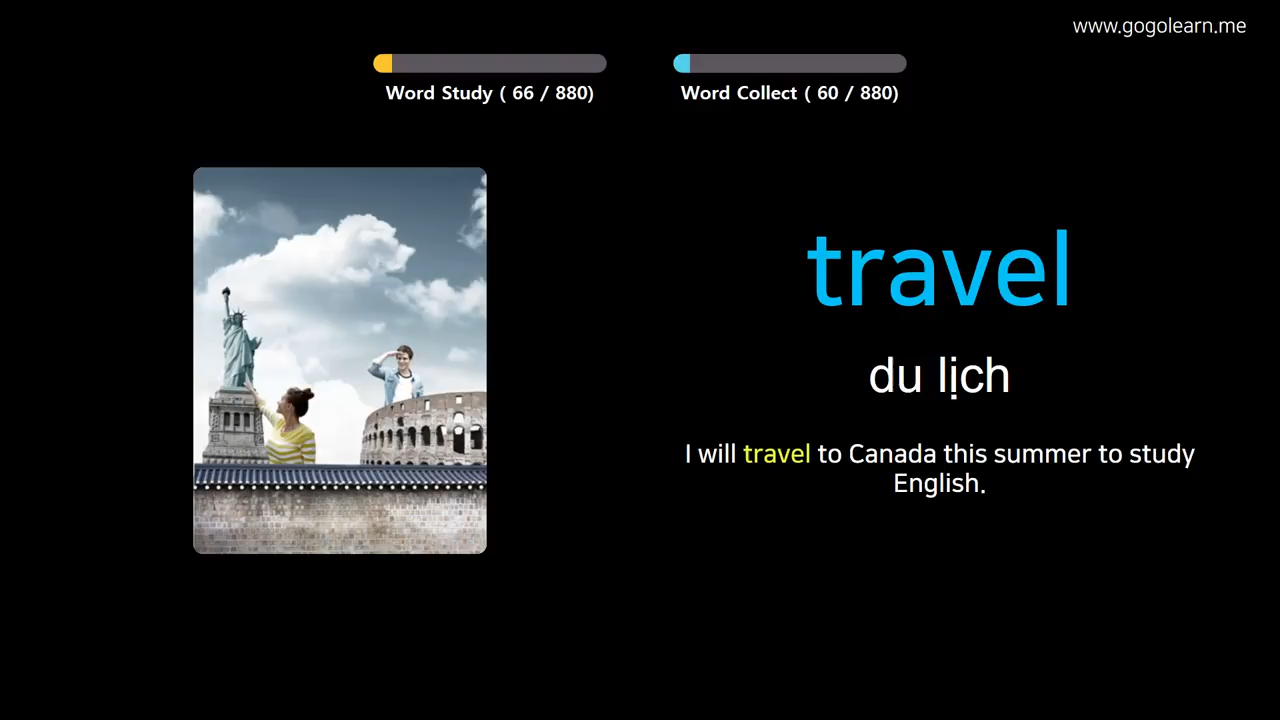 www.gogolearn.me
Word Study ( 66 / 880)
Word Collect ( 60 / 880)
travel
du lịch
I will travel to Canada this summer to study
English.